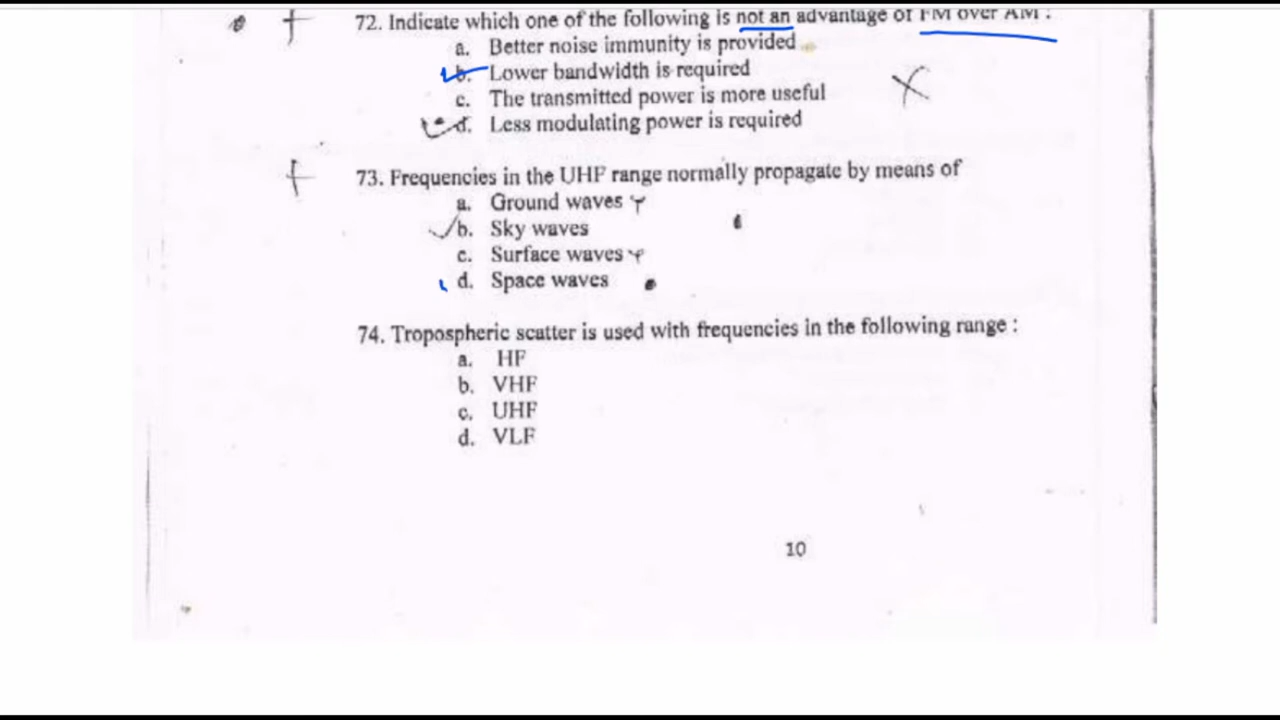 72. Indicate which one of the following is not an advantage of FM over AM :
a. Better noise immunity is provided
b. Lower bandwidth is required
c. The transmitted power is more useful
d. Less modulating power is required
73. Frequencies in the UHF range normally propagate by means of
a. Ground waves
b. Sky waves
c. Surface waves
d. Space waves
74. Tropospheric scatter is used with frequencies in the following range :
a. HF
b. VHF
c. UHF
d. VLF
10